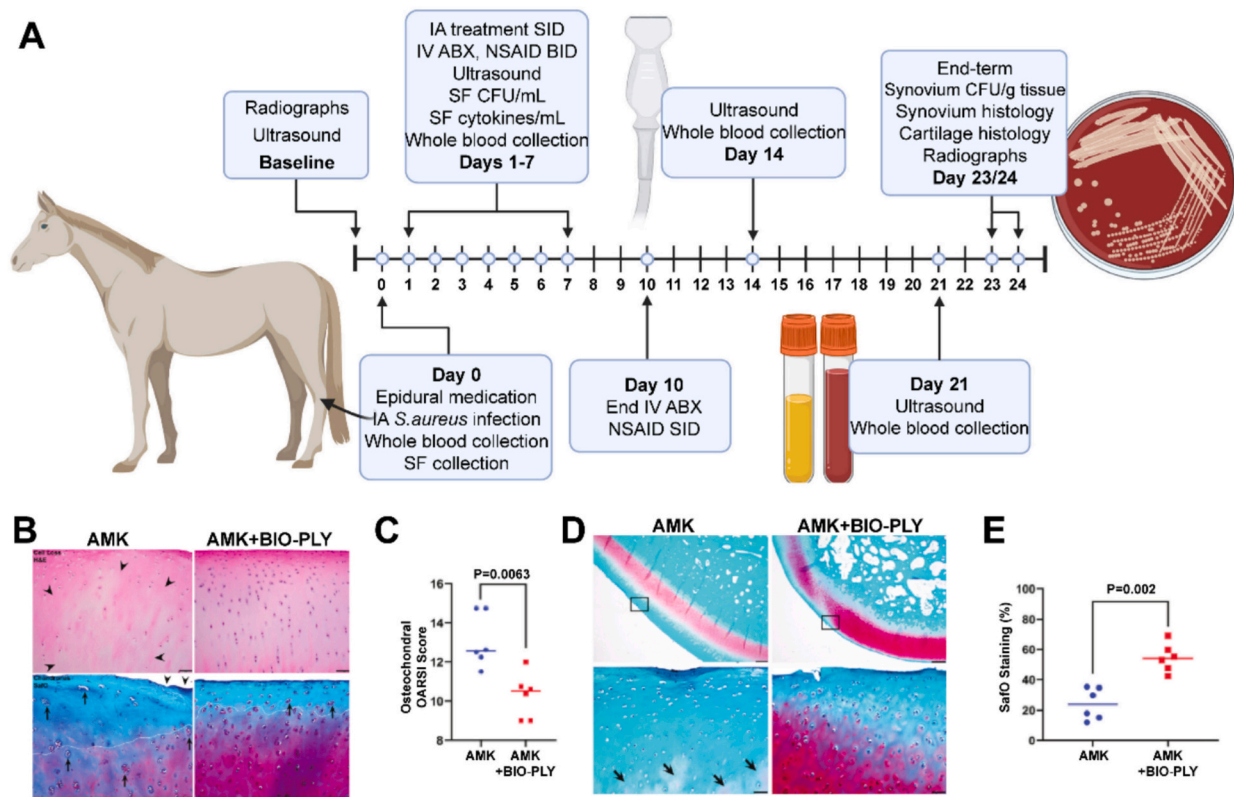 A
Radiographs
Ultrasound
Baseline
IA treatment SID
IV ABX, NSAID BID
Ultrasound
SF CFU/mL
SF cytokines/mL
Whole blood collection
Days 1-7
Ultrasound
Whole blood collection
Day 14
End-term
Synovium CFU/g tissue
Synovium histology
Cartilage histology
Radiographs
Day 23/24
0 1 2 3 4 5 6 7 8 9 10 11 12 13 14 15 16 17 18 19 20 21 22 23 24
Day 0
Epidural medication
IA S.aureus infection
Whole blood collection
SF collection
Day 10
End IV ABX
NSAID SID
Day 21
Ultrasound
Whole blood collection
B
AMK
AMK+BIO-PLY
H&E
SafO
C
P=0.0063
Osteochondral
OARSI Score
16
14
12
10
8
AMK
AMK
+BIO-PLY
D
AMK
AMK+BIO-PLY
E
P=0.002
SafO Staining (%)
100
80
60
40
20
0
AMK
AMK
+BIO-PLY